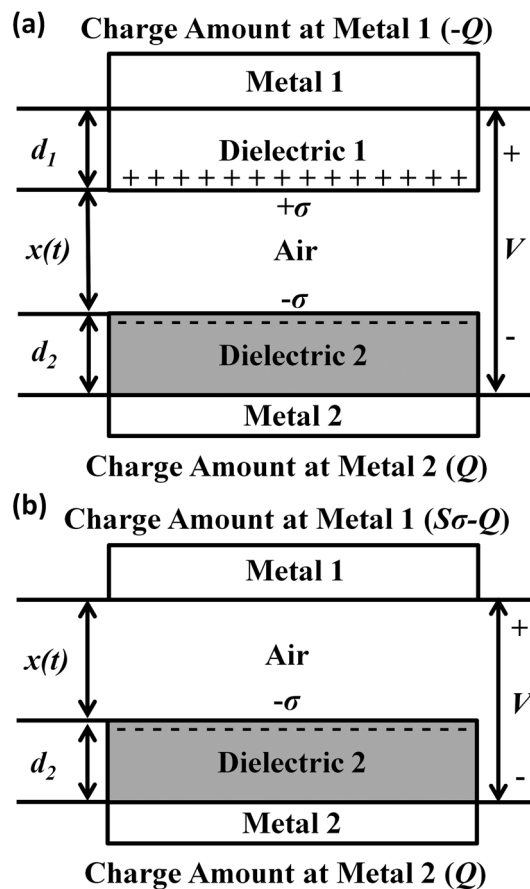 (a)
Charge Amount at Metal 1 (-Q)
Metal 1
d1
Dielectric 1
+
+ + + + + + + + + + + + +
+σ
x(t)
Air
V
-σ
- - - - - - - - - - - - - - - -
d2
Dielectric 2
-
Metal 2
Charge Amount at Metal 2 (Q)
(b)
Charge Amount at Metal 1 (Sσ-Q)
Metal 1
+
x(t)
Air
-σ
V
- - - - - - - - - - - - - - - -
d2
Dielectric 2
-
Metal 2
Charge Amount at Metal 2 (Q)